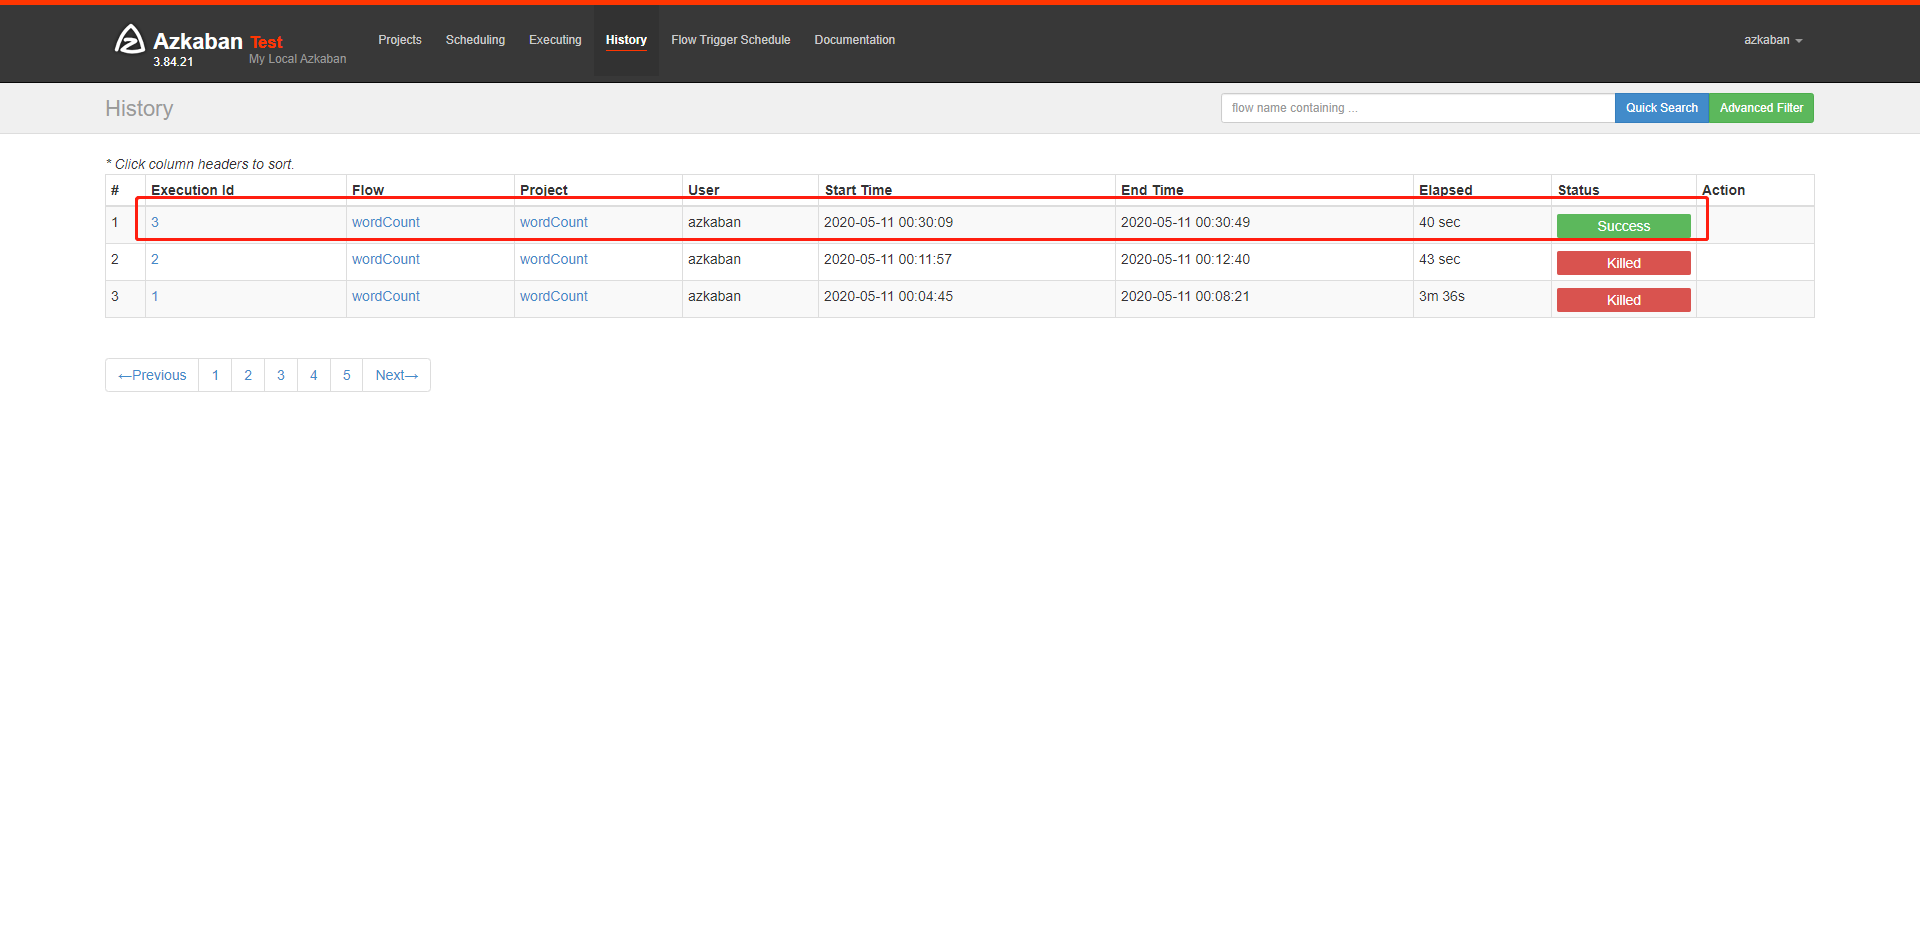 Azkaban Test
3.84.21 My Local Azkaban
Projects Scheduling Executing History Flow Trigger Schedule Documentation azkaban
History flow name containing ... Quick Search Advanced Filter
* Click column headers to sort.
# Execution Id Flow Project User Start Time End Time Elapsed Status Action
1 3 wordCount wordCount azkaban 2020-05-11 00:30:09 2020-05-11 00:30:49 40 sec Success
2 2 wordCount wordCount azkaban 2020-05-11 00:11:57 2020-05-11 00:12:40 43 sec Killed
3 1 wordCount wordCount azkaban 2020-05-11 00:04:45 2020-05-11 00:08:21 3m 36s Killed
←Previous 1 2 3 4 5 Next→